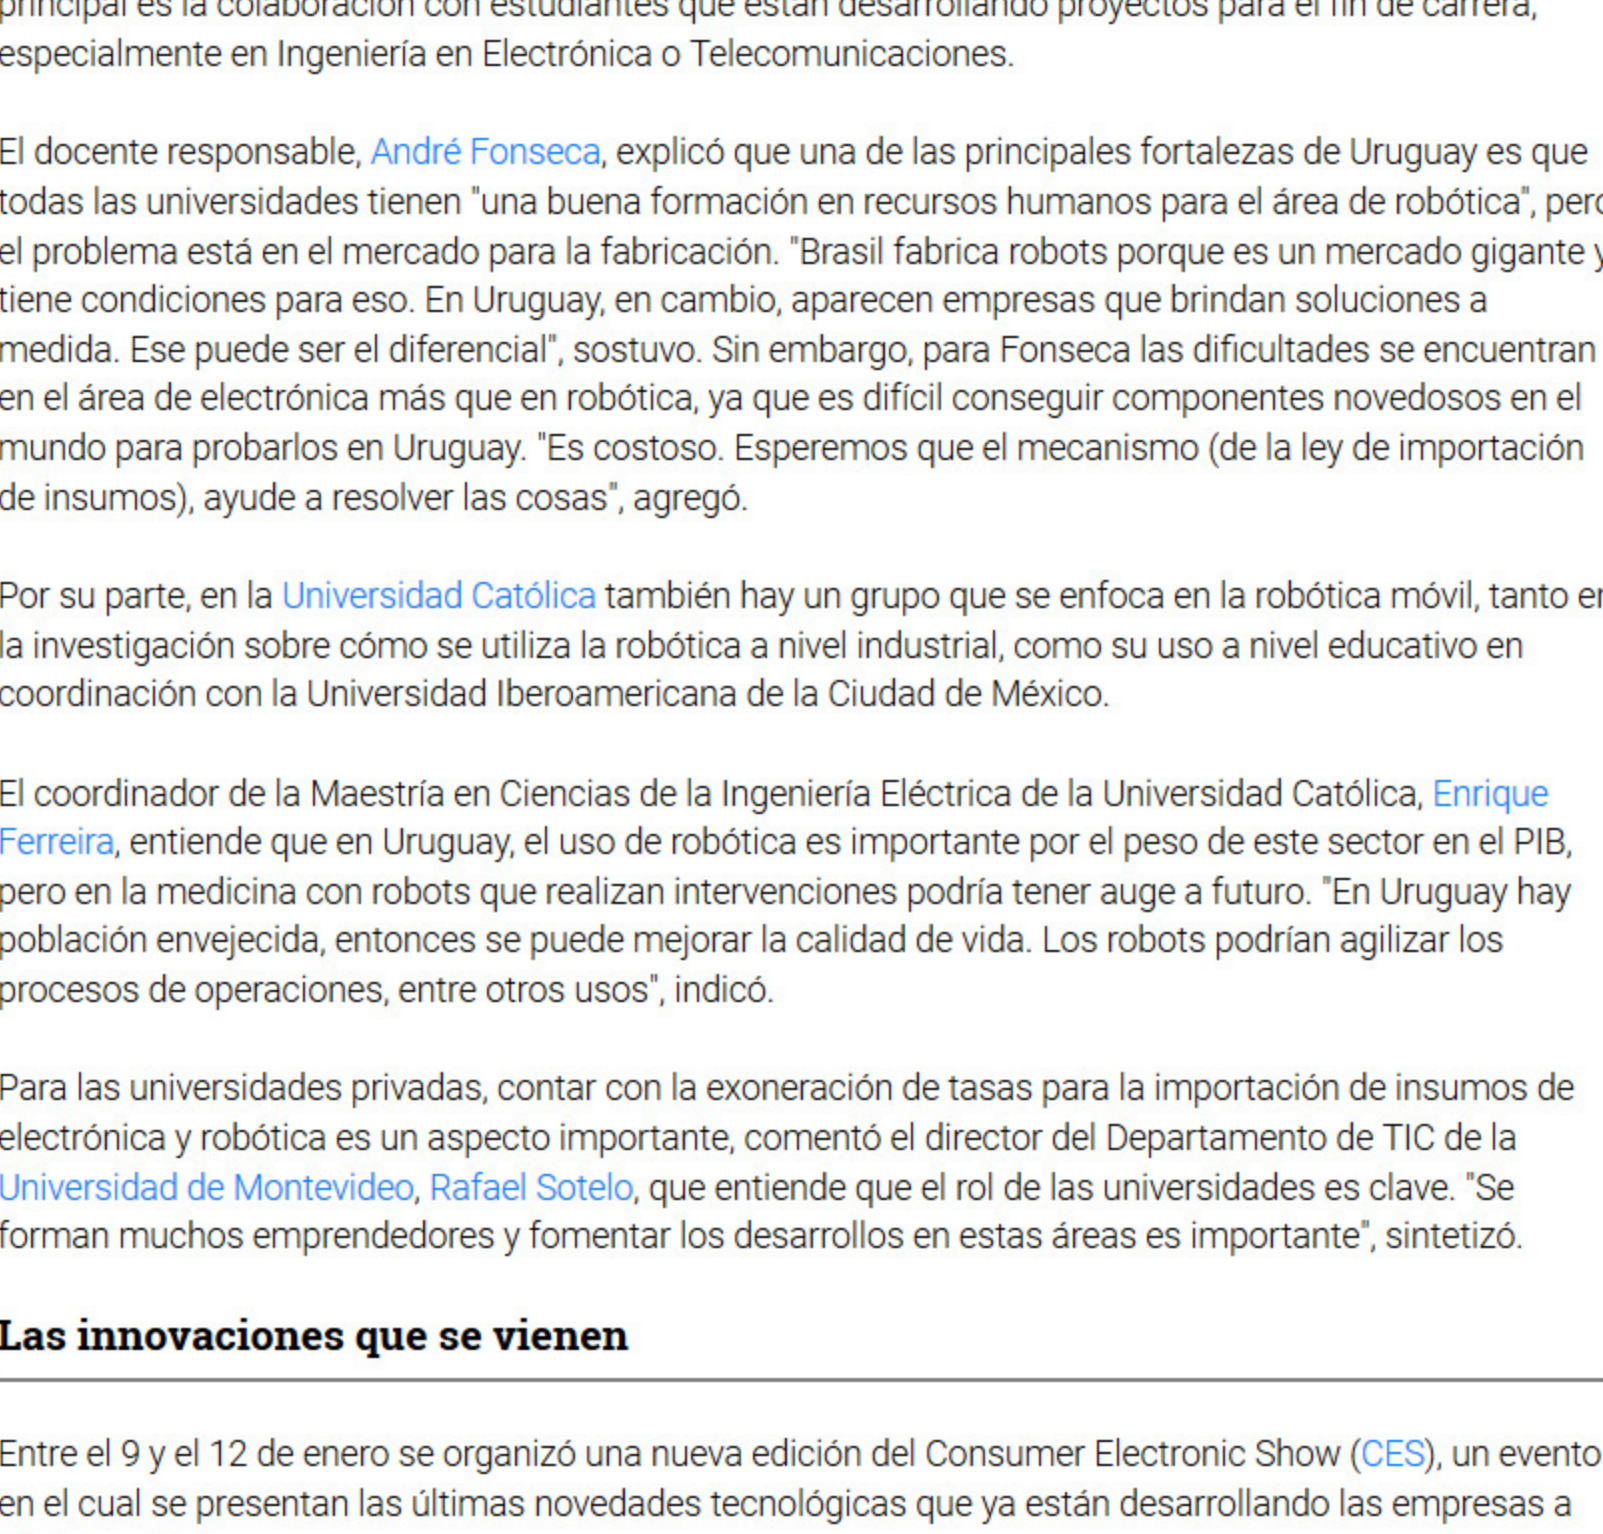 principal es la colaboración con estudiantes que están desarrollando proyectos para el fin de carrera,
especialmente en Ingeniería en Electrónica o Telecomunicaciones.
El docente responsable, André Fonseca, explicó que una de las principales fortalezas de Uruguay es que
todas las universidades tienen "una buena formación en recursos humanos para el área de robótica", pero
el problema está en el mercado para la fabricación. "Brasil fabrica robots porque es un mercado gigante y
tiene condiciones para eso. En Uruguay, en cambio, aparecen empresas que brindan soluciones a
medida. Ese puede ser el diferencial", sostuvo. Sin embargo, para Fonseca las dificultades se encuentran
en el área de electrónica más que en robótica, ya que es difícil conseguir componentes novedosos en el
mundo para probarlos en Uruguay. "Es costoso. Esperemos que el mecanismo (de la ley de importación
de insumos), ayude a resolver las cosas", agregó.
Por su parte, en la Universidad Católica también hay un grupo que se enfoca en la robótica móvil, tanto en
la investigación sobre cómo se utiliza la robótica a nivel industrial, como su uso a nivel educativo en
coordinación con la Universidad Iberoamericana de la Ciudad de México.
El coordinador de la Maestría en Ciencias de la Ingeniería Eléctrica de la Universidad Católica, Enrique
Ferreira, entiende que en Uruguay, el uso de robótica es importante por el peso de este sector en el PIB,
pero en la medicina con robots que realizan intervenciones podría tener auge a futuro. "En Uruguay hay
población envejecida, entonces se puede mejorar la calidad de vida. Los robots podrían agilizar los
procesos de operaciones, entre otros usos", indicó.
Para las universidades privadas, contar con la exoneración de tasas para la importación de insumos de
electrónica y robótica es un aspecto importante, comentó el director del Departamento de TIC de la
Universidad de Montevideo, Rafael Sotelo, que entiende que el rol de las universidades es clave. "Se
forman muchos emprendedores y fomentar los desarrollos en estas áreas es importante", sintetizó.
Las innovaciones que se vienen
Entre el 9 y el 12 de enero se organizó una nueva edición del Consumer Electronic Show (CES), un evento
en el cual se presentan las últimas novedades tecnológicas que ya están desarrollando las empresas a